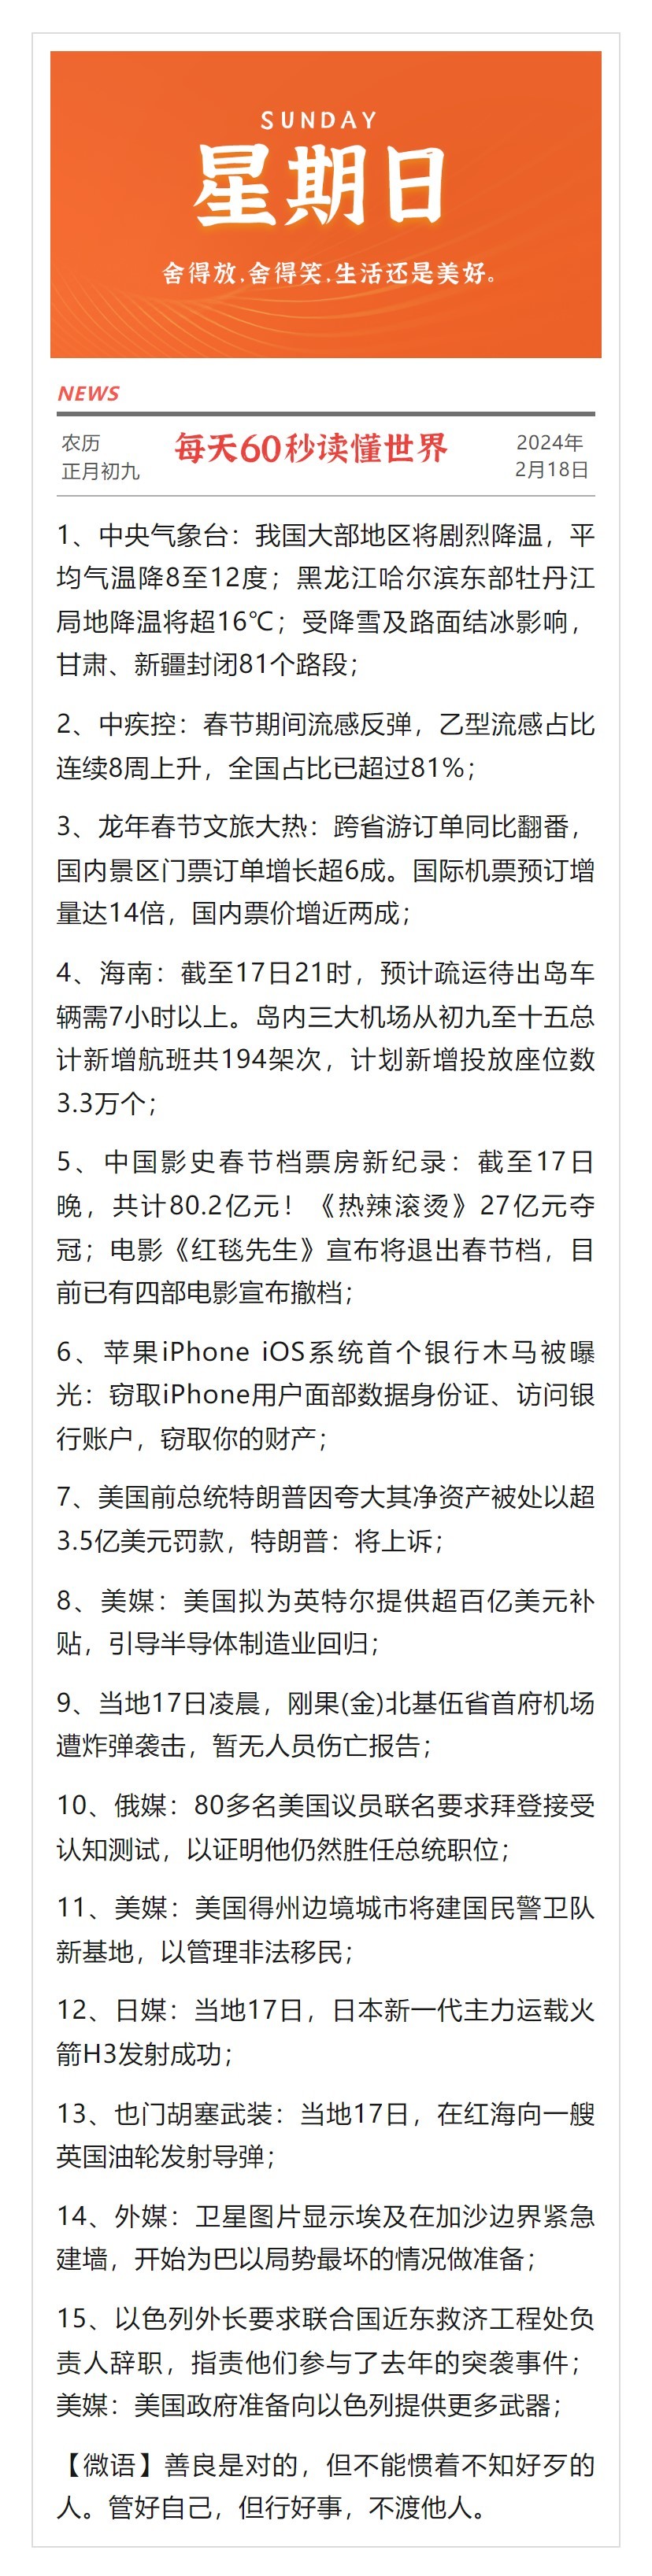 SUNDAY
星期日
舍得放,舍得笑,生活还是美好。
NEWS
农历
正月初九
每天60秒读懂世界
2024年
2月18日
1、中央气象台：我国大部地区将剧烈降温，平
均气温降8至12度；黑龙江哈尔滨东部牡丹江
局地降温将超16℃；受降雪及路面结冰影响，
甘肃、新疆封闭81个路段；
2、中疾控：春节期间流感反弹，乙型流感占比
连续8周上升，全国占比已超过81%；
3、龙年春节文旅大热：跨省游订单同比翻番，
国内景区门票订单增长超6成。国际机票预订增
量达14倍，国内票价增近两成；
4、海南：截至17日21时，预计疏运待出岛车
辆需7小时以上。岛内三大机场从初九至十五总
计新增航班共194架次，计划新增投放座位数
3.3万个；
5、中国影史春节档票房新纪录：截至17日
晚，共计80.2亿元！《热辣滚烫》27亿元夺
冠；电影《红毯先生》宣布将退出春节档，目
前已有四部电影宣布撤档；
6、苹果iPhone iOS系统首个银行木马被曝
光：窃取iPhone用户面部数据身份证、访问银
行账户，窃取你的财产；
7、美国前总统特朗普因夸大其净资产被处以超
3.5亿美元罚款，特朗普：将上诉；
8、美媒：美国拟为英特尔提供超百亿美元补
贴，引导半导体制造业回归；
9、当地17日凌晨，刚果(金)北基伍省首府机场
遭炸弹袭击，暂无人员伤亡报告；
10、俄媒：80多名美国议员联名要求拜登接受
认知测试，以证明他仍然胜任总统职位；
11、美媒：美国得州边境城市将建国民警卫队
新基地，以管理非法移民；
12、日媒：当地17日，日本新一代主力运载火
箭H3发射成功；
13、也门胡塞武装：当地17日，在红海向一艘
英国油轮发射导弹；
14、外媒：卫星图片显示埃及在加沙边界紧急
建墙，开始为巴以局势最坏的情况做准备；
15、以色列外长要求联合国近东救济工程处负
责人辞职，指责他们参与了去年的突袭事件；
美媒：美国政府准备向以色列提供更多武器；
【微语】善良是对的，但不能惯着不知好歹的
人。管好自己，但行好事，不渡他人。